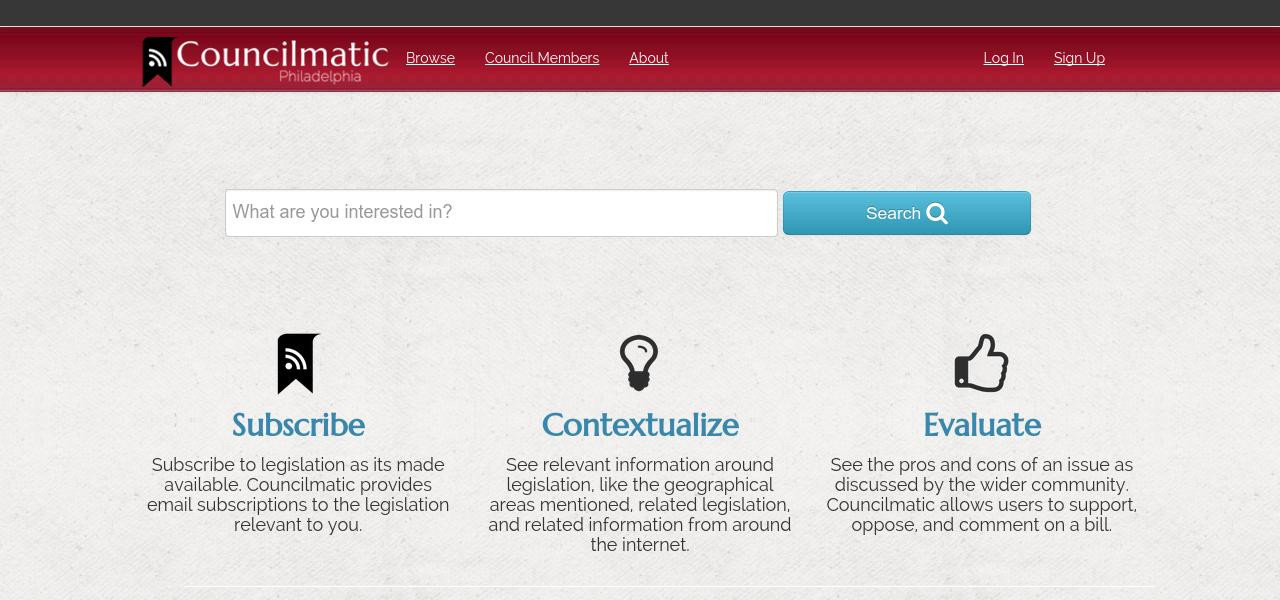 Councilmatic
Philadelphia
Browse
Council Members
About
Log In
Sign Up
What are you interested in?
Search
Subscribe
Subscribe to legislation as its made
available. Councilmatic provides
email subscriptions to the legislation
relevant to you.
Contextualize
See relevant information around
legislation, like the geographical
areas mentioned, related legislation,
and related information from around
the internet.
Evaluate
See the pros and cons of an issue as
discussed by the wider community.
Councilmatic allows users to support,
oppose, and comment on a bill.